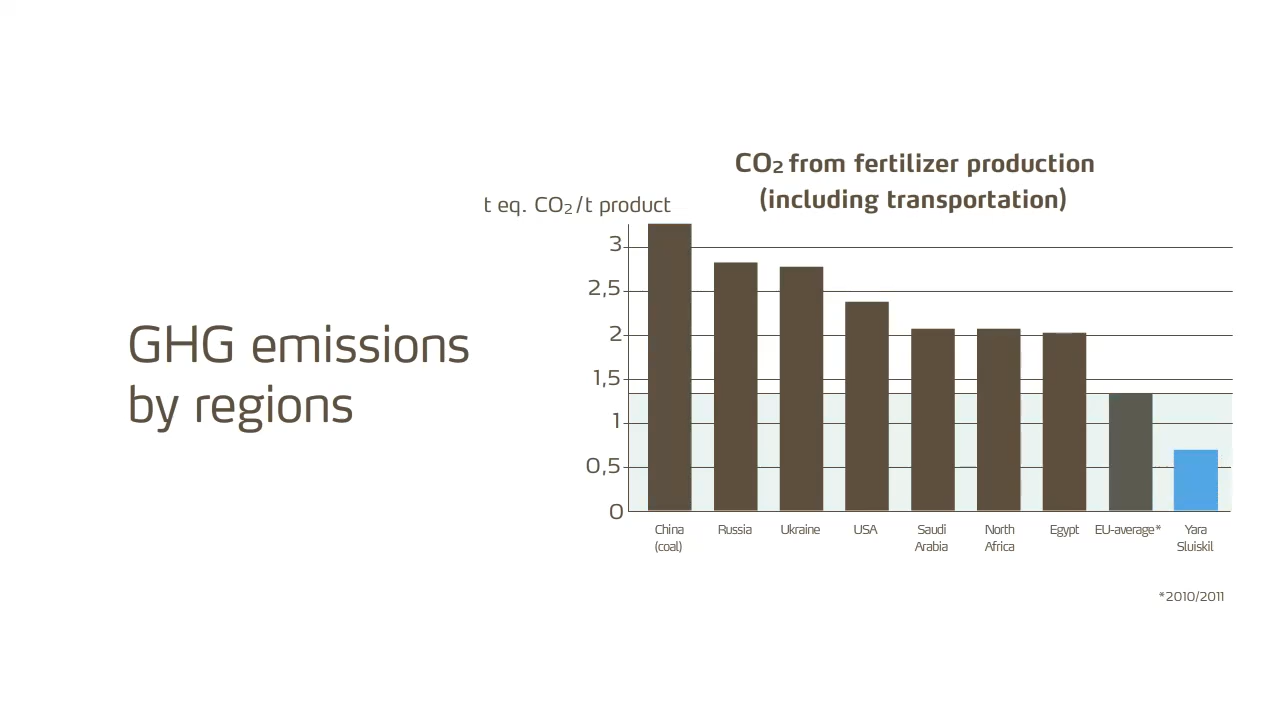 GHG emissions
by regions
CO₂ from fertilizer production
(including transportation)
t eq. CO₂/t product
3
2,5
2
1,5
1
0,5
0
China
(coal)
Russia
Ukraine
USA
Saudi
Arabia
North
Africa
Egypt
EU-average*
Yara
Sluiskil
*2010/2011